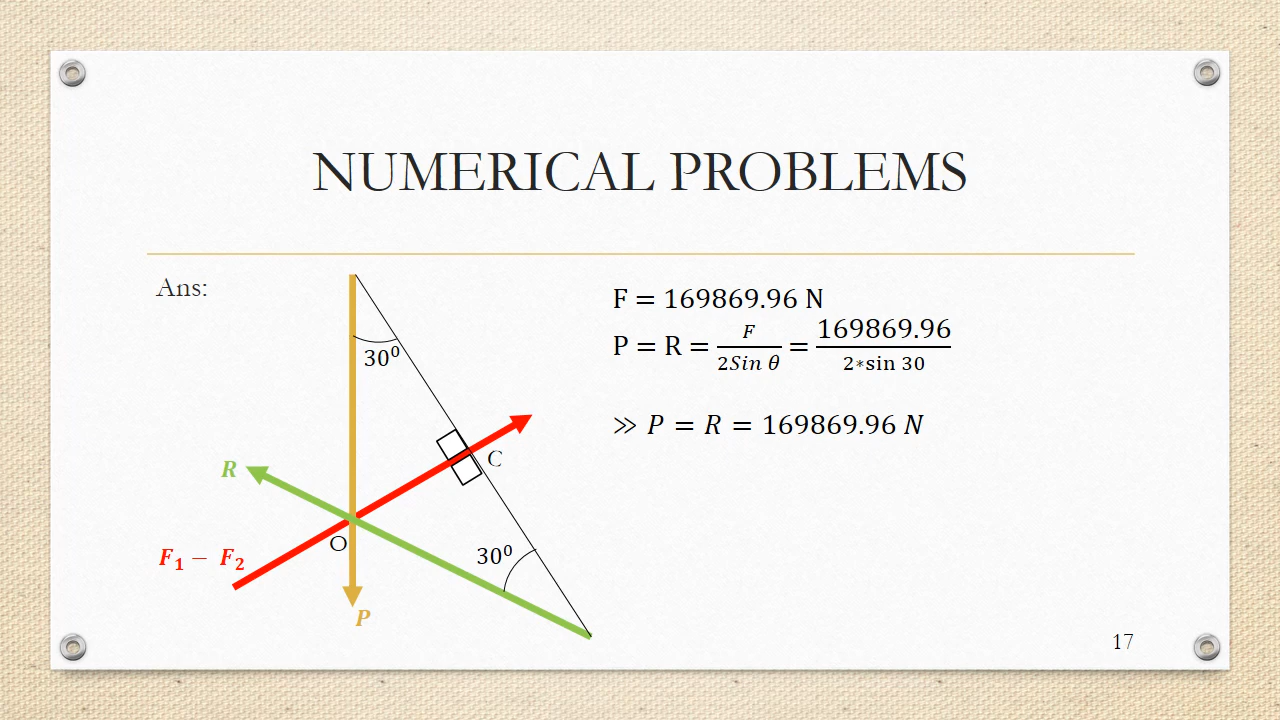 NUMERICAL PROBLEMS
Ans:
30⁰
C
R
O
F₁ − F₂
30⁰
P
F = 169869.96 N
P = R = F / 2Sin θ = 169869.96 / 2*sin 30
≫ P = R = 169869.96 N
17